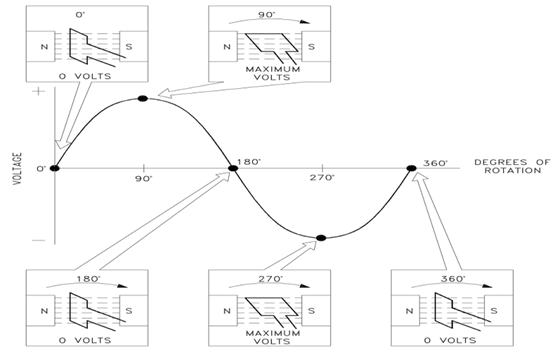 0'
N S
0 VOLTS
90'
N S
MAXIMUM
VOLTS
+
VOLTAGE
0'
90'
180'
270'
360'
DEGREES OF
ROTATION
—
180'
N S
0 VOLTS
270'
N S
MAXIMUM
VOLTS
360'
N S
0 VOLTS